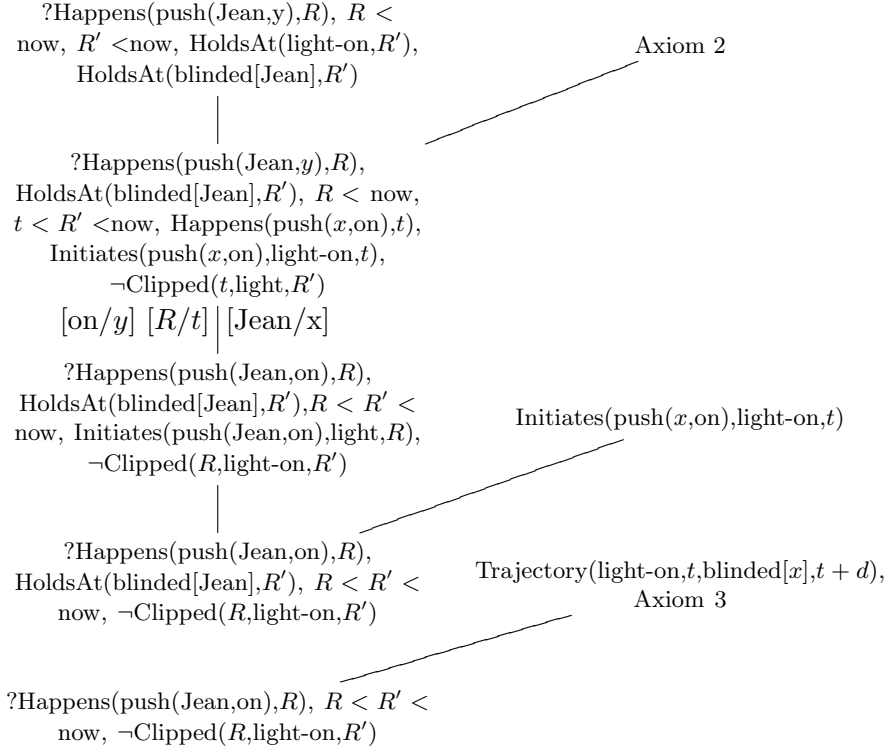 ?Happens(push(Jean,y),R), R <
now, R′ <now, HoldsAt(light-on,R′),
HoldsAt(blinded[Jean],R′)
Axiom 2
?Happens(push(Jean,y),R),
HoldsAt(blinded[Jean],R′), R < now,
t < R′ <now, Happens(push(x,on),t),
Initiates(push(x,on),light-on,t),
¬Clipped(t,light,R′)
[on/y] [R/t] [Jean/x]
?Happens(push(Jean,on),R),
HoldsAt(blinded[Jean],R′),R < R′ <
now, Initiates(push(Jean,on),light,R),
¬Clipped(R,light-on,R′)
Initiates(push(x,on),light-on,t)
?Happens(push(Jean,on),R),
HoldsAt(blinded[Jean],R′), R < R′ <
now, ¬Clipped(R,light-on,R′)
Trajectory(light-on,t,blinded[x],t + d),
Axiom 3
?Happens(push(Jean,on),R), R < R′ <
now, ¬Clipped(R,light-on,R′)